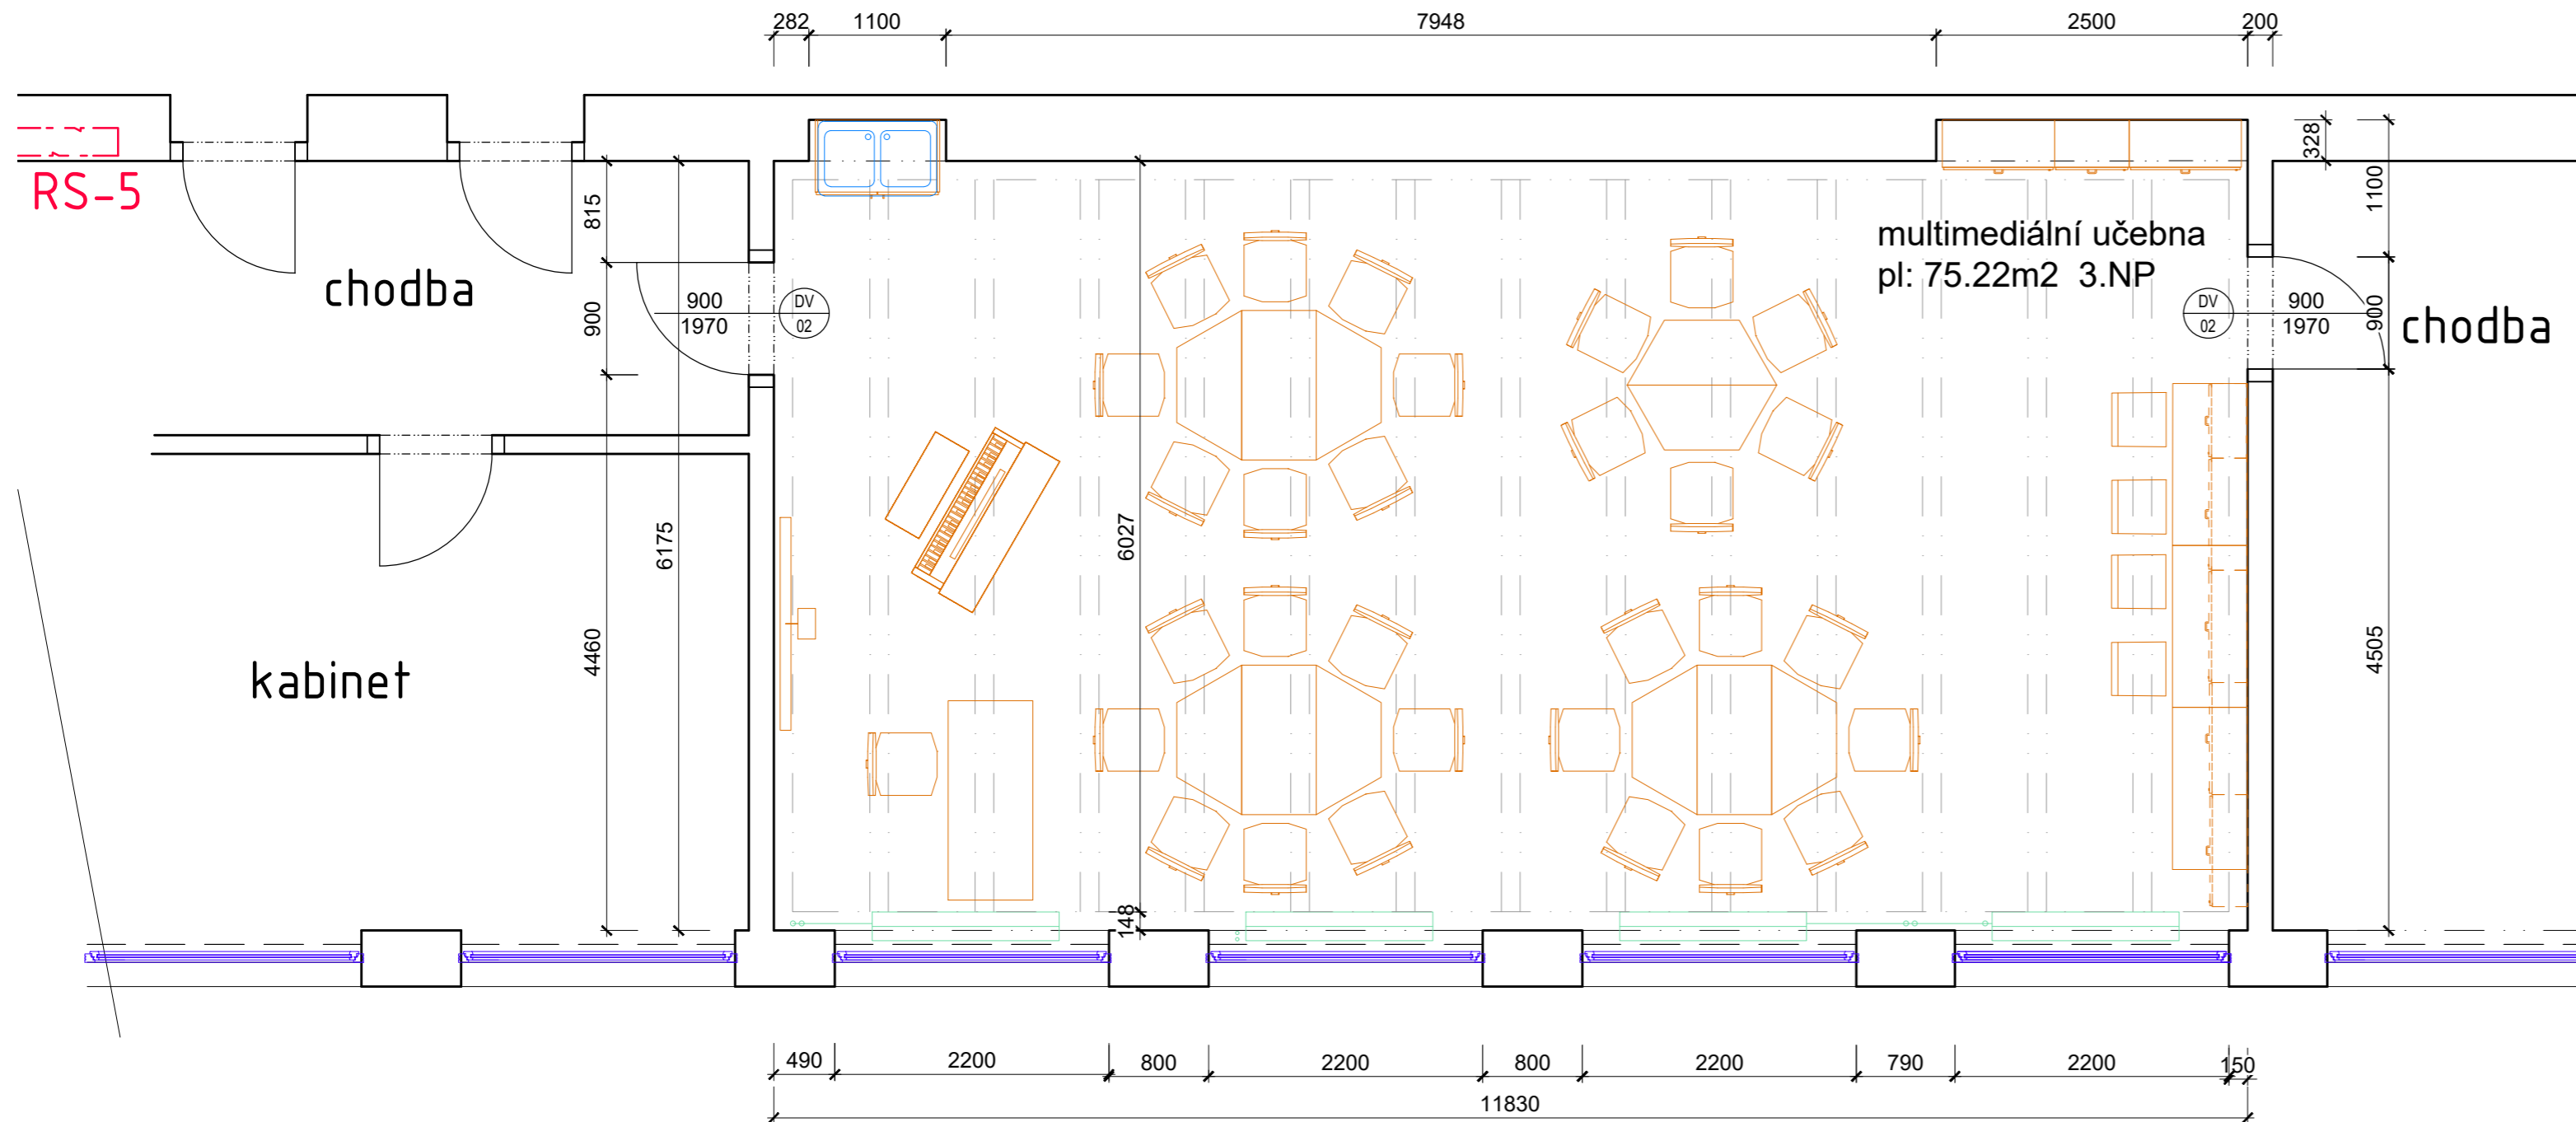 282 1100 7948 2500 200
328
1100
RS-5
815
multimediální učebna
pl: 75.22m2 3.NP
chodba
900
900
1970
DV
02
DV
02
900
1970
900
chodba
6027
6175
4460
4505
kabinet
148
490 2200 800 2200 800 2200 790 2200 150
11830